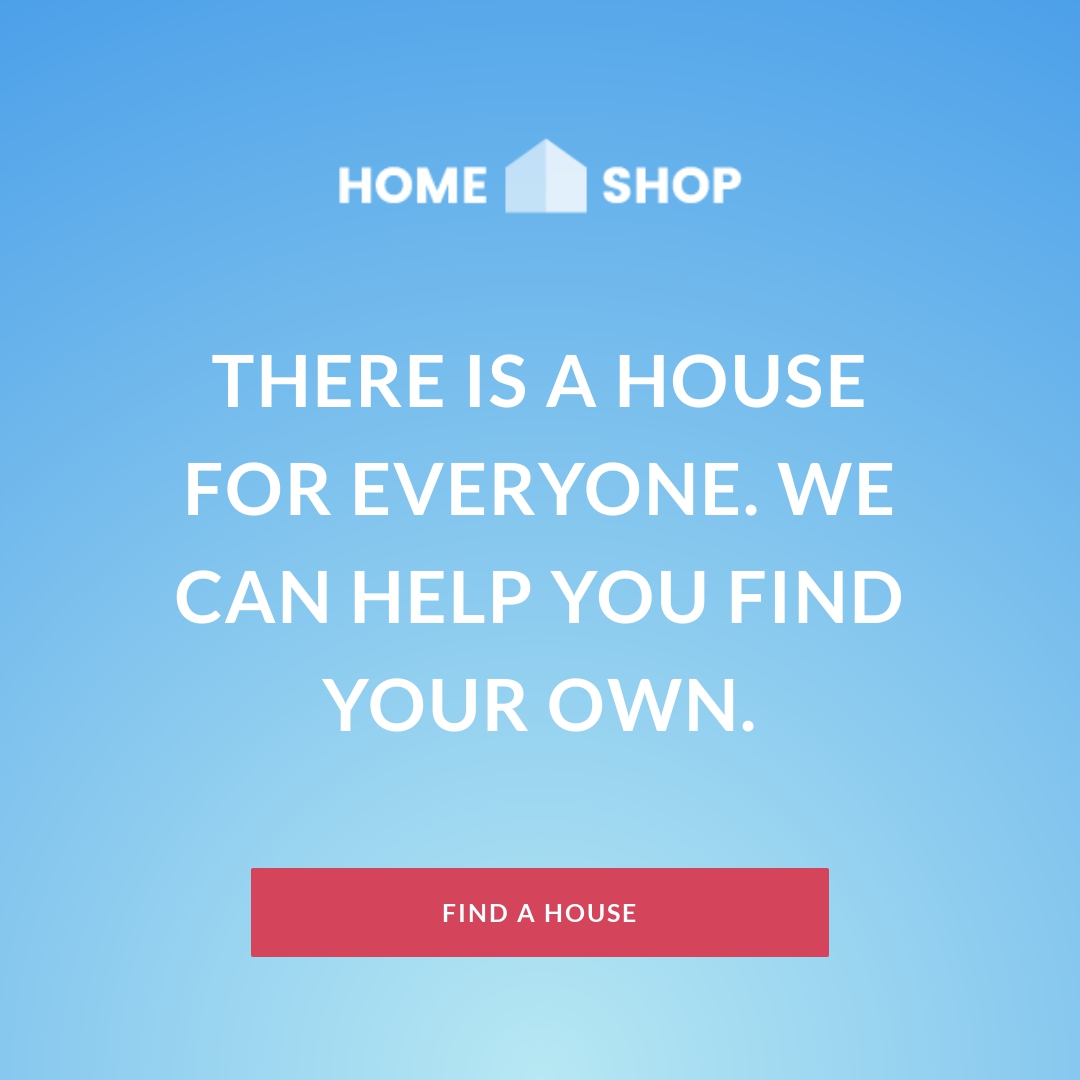 HOME SHOP
THERE IS A HOUSE
FOR EVERYONE. WE
CAN HELP YOU FIND
YOUR OWN.
FIND A HOUSE